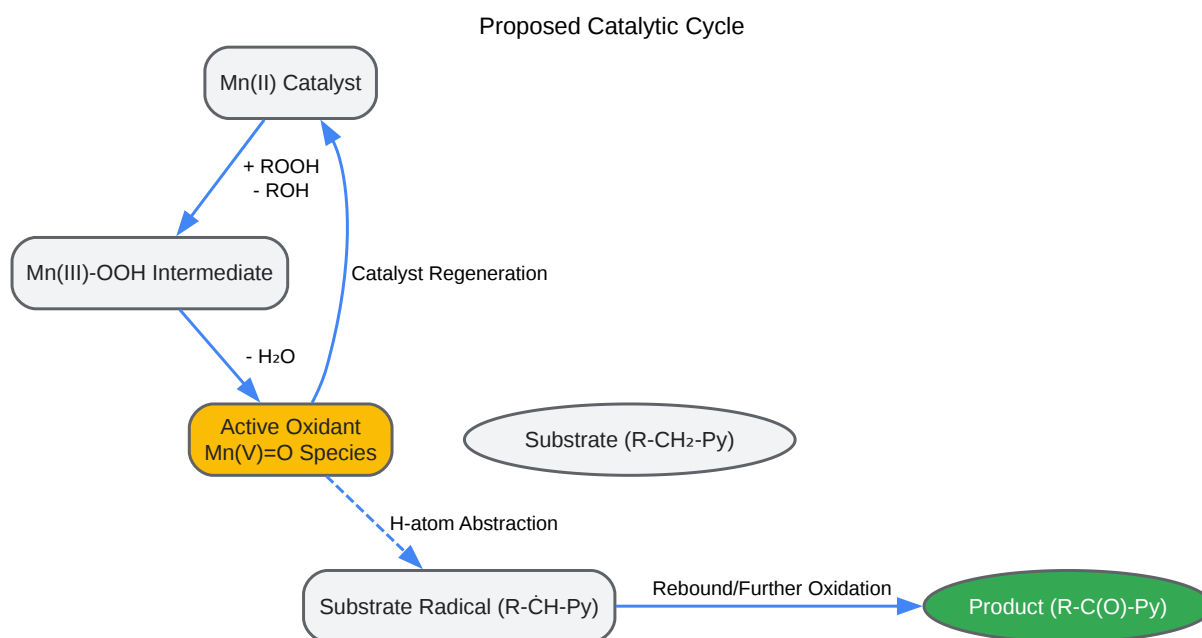 Proposed Catalytic Cycle
Mn(II) Catalyst
+ ROOH
- ROH
Mn(III)-OOH Intermediate
Catalyst Regeneration
- H₂O
Active Oxidant
Mn(V)=O Species
Substrate (R-CH₂-Py)
H-atom Abstraction
Substrate Radical (R-ĊH-Py)
Rebound/Further Oxidation
Product (R-C(O)-Py)